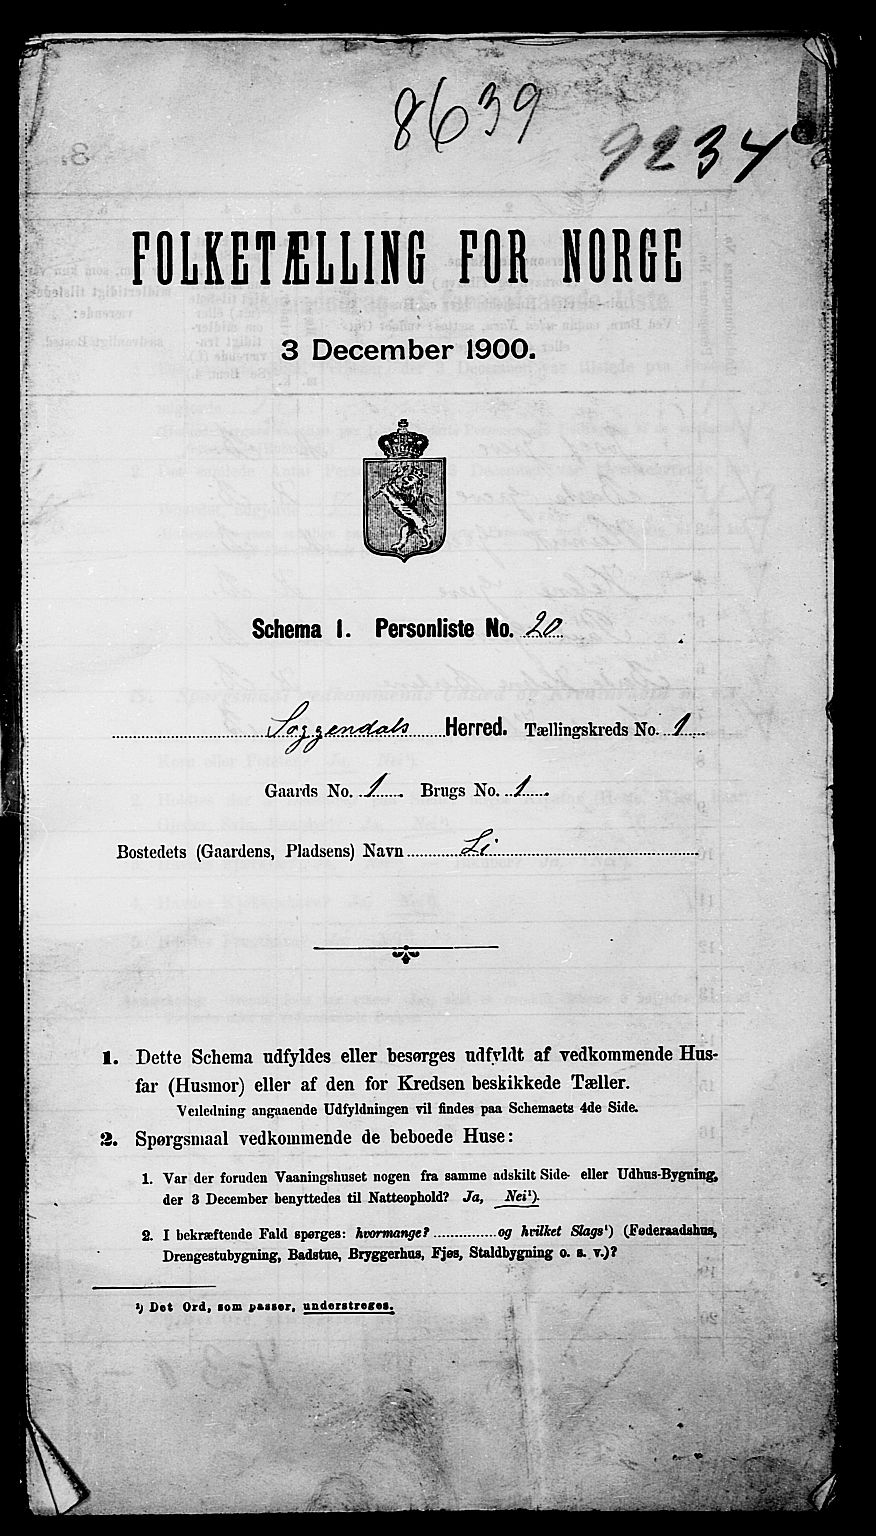 8639
9234
FOLKETÆLLING FOR NORGE
3 December 1900.
Schema 1. Personliste No. 20
Soggendals Herred. Tællingskreds No. 1
Gaards No. 1. Brugs No. 1.
Bostedets (Gaardens, Pladsens) Navn Li
1. Dette Schema udfyldes eller besørges udfyldt af vedkommende Hus-
far (Husmor) eller af den for Kredsen beskikkede Tæller.
Veiledning angaaende Udfyldningen vil findes paa Schemaets 4de Side.
2. Spørgsmaal vedkommende de beboede Huse:
1. Var der foruden Vaaningshuset nogen fra samme adskilt Side- eller Udhus-Bygning,
der 3 December benyttedes til Natteophold? Ja, Nei¹).
2. I bekræftende Fald spørges: hvormange? ............... og hvilket Slags¹) (Føderaadshus,
Drengestubygning, Badstue, Bryggerhus, Fjøs, Staldbygning o. s. v.)?
¹) Det Ord, som passer, understreges.